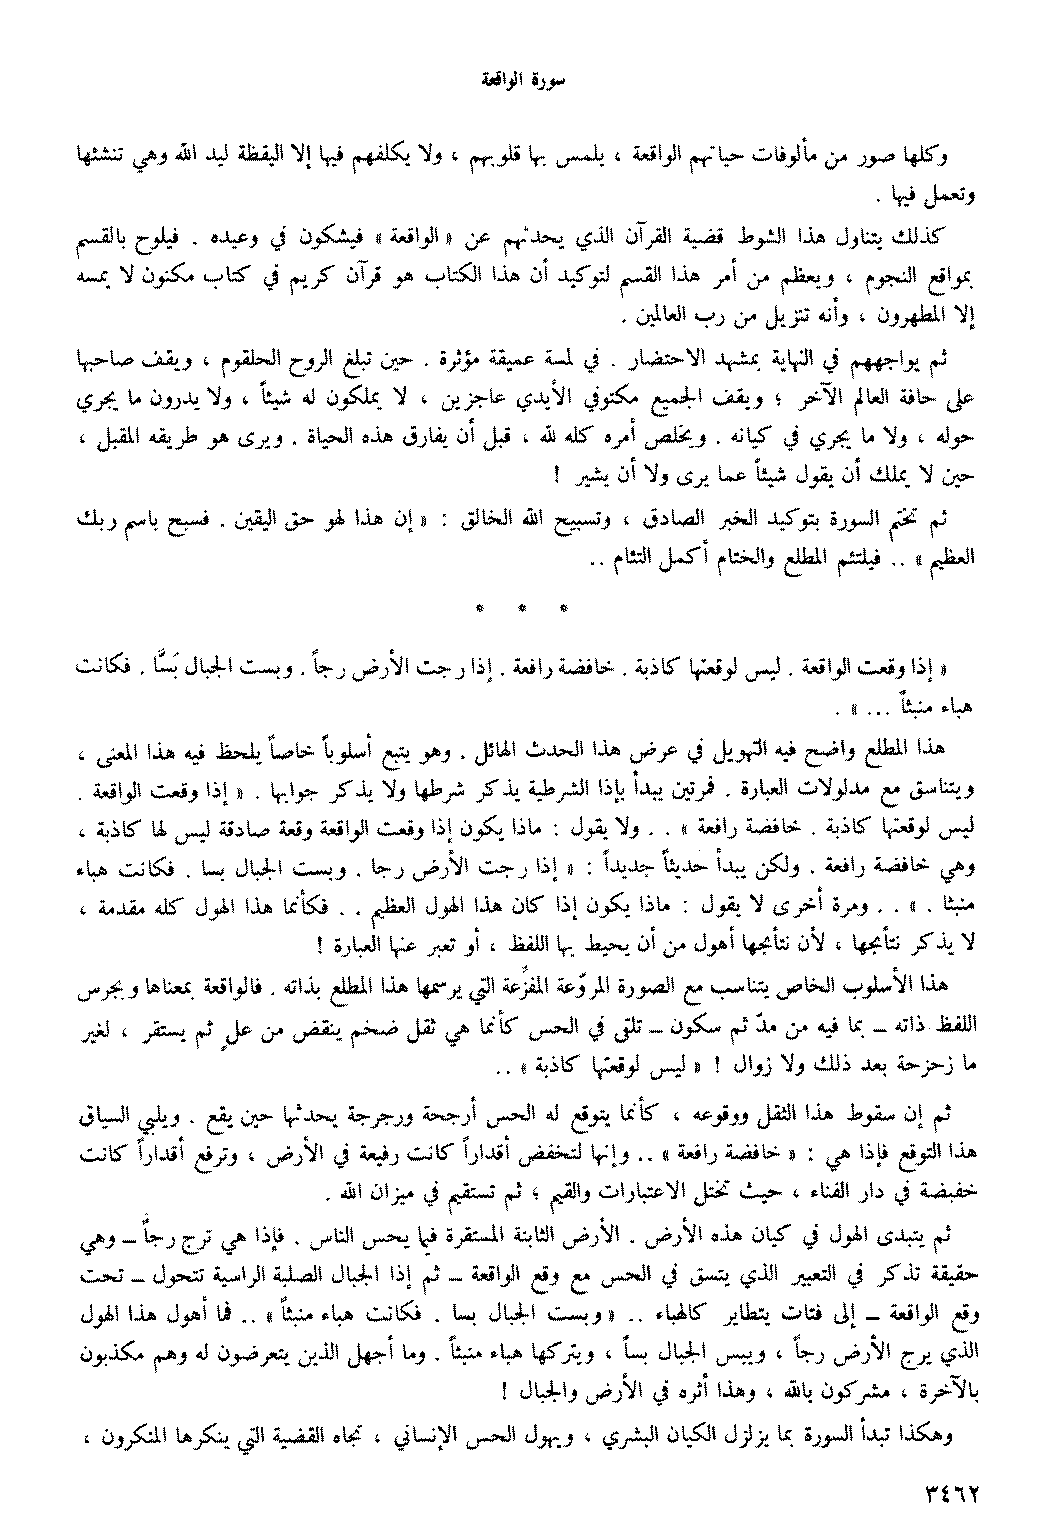 سورة الواقعة
وكلها صور من مألوفات حياتهم الواقعة ، يلمس بها قلوبهم ، ولا يكلفهم فيها إلا اليقظة ليد الله وهي تنشئها
وتعمل فيها .
كذلك يتناول هذا الشوط قضية القرآن الذي يحدثهم عن « الواقعة » فيشكون في وعيده . فيلوح بالقسم
بمواقع النجوم ، ويعظم من أمر هذا القسم لتوكيد أن هذا الكتاب هو قرآن كريم في كتاب مكنون لا يمسه
إلا المطهرون ، وأنه تنزيل من رب العالمين .
ثم يواجههم في النهاية بمشهد الاحتضار . في لمسة عميقة مؤثرة . حين تبلغ الروح الحلقوم ، ويقف صاحبها
على حافة العالم الآخر ؛ ويقف الجميع مكتوفي الأيدي عاجزين ، لا يملكون له شيئاً ، ولا يدرون ما يجري
حوله ، ولا ما يجري في كيانه . ويخلص أمره كله لله ، قبل أن يفارق هذه الحياة . ويرى هو طريقه المقبل ،
حين لا يملك أن يقول شيئاً عما يرى ولا أن يشير !
ثم تختم السورة بتوكيد الخبر الصادق ، وتسبيح الله الخالق : « إن هذا لهو حق اليقين . فسبح باسم ربك
العظيم » .. فيلتئم المطلع والختام أكمل التئام ..
* * *
« إذا وقعت الواقعة . ليس لوقعتها كاذبة . خافضة رافعة . إذا رجت الأرض رجاً . وبست الجبال بَسًّا . فكانت
هباء منبثاً ... » .
هذا المطلع واضح فيه التهويل في عرض هذا الحدث الهائل . وهو يتبع أسلوباً خاصاً يلحظ فيه هذا المعنى ،
ويتناسق مع مدلولات العبارة . فمرتين يبدأ بإذا الشرطية يذكر شرطها ولا يذكر جوابها . « إذا وقعت الواقعة .
ليس لوقعتها كاذبة . خافضة رافعة » . . ولا يقول : ماذا يكون إذا وقعت الواقعة وقعة صادقة ليس لها كاذبة ،
وهي خافضة رافعة . ولكن يبدأ حديثاً جديداً : « إذا رجت الأرض رجا . وبست الجبال بسا . فكانت هباء
منبثا . » . . ومرة أخرى لا يقول : ماذا يكون إذا كان هذا الهول العظيم . . فكأنما هذا الهول كله مقدمة ،
لا يذكر نتائجها ، لأن نتائجها أهول من أن يحيط بها اللفظ ، أو تعبر عنها العبارة !
هذا الأسلوب الخاص يتناسب مع الصورة المروّعة المفزّعة التي يرسمها هذا المطلع بذاته . فالواقعة بمعناها وبجرس
اللفظ ذاته – بما فيه من مدّ ثم سكون – تلقي في الحس كأنما هي ثقل ضخم ينقض من علٍ ثم يستقر ، لغير
ما زحزحة بعد ذلك ولا زوال ! « ليس لوقعتها كاذبة » ..
ثم إن سقوط هذا الثقل ووقوعه ، كأنما يتوقع له الحس أرجحة ورجرجة يحدثها حين يقع . ويلبي السياق
هذا التوقع فإذا هي : « خافضة رافعة » .. وإنها لتخفض أقداراً كانت رفيعة في الأرض ، وترفع أقداراً كانت
خفيضة في دار الفناء ، حيث تختل الاعتبارات والقيم ؛ ثم تستقيم في ميزان الله .
ثم يتبدى الهول في كيان هذه الأرض . الأرض الثابتة المستقرة فيما يحس الناس . فإذا هي ترج رجاً – وهي
حقيقة تذكر في التعبير الذي يتسق في الحس مع وقع الواقعة – ثم إذا الجبال الصلبة الراسية تتحول – تحت
وقع الواقعة – إلى فتات يتطاير كالهباء .. « وبست الجبال بسا . فكانت هباء منبثاً » .. فما أهول هذا الهول
الذي يرج الأرض رجاً ، ويبس الجبال بساً ، ويتركها هباء منبثاً . وما أجهل الذين يتعرضون له وهم مكذبون
بالآخرة ، مشركون بالله ، وهذا أثره في الأرض والجبال !
وهكذا تبدأ السورة بما يزلزل الكيان البشري ، ويهول الحس الإنساني ، تجاه القضية التي ينكرها المنكرون ،
٣٤٦٢